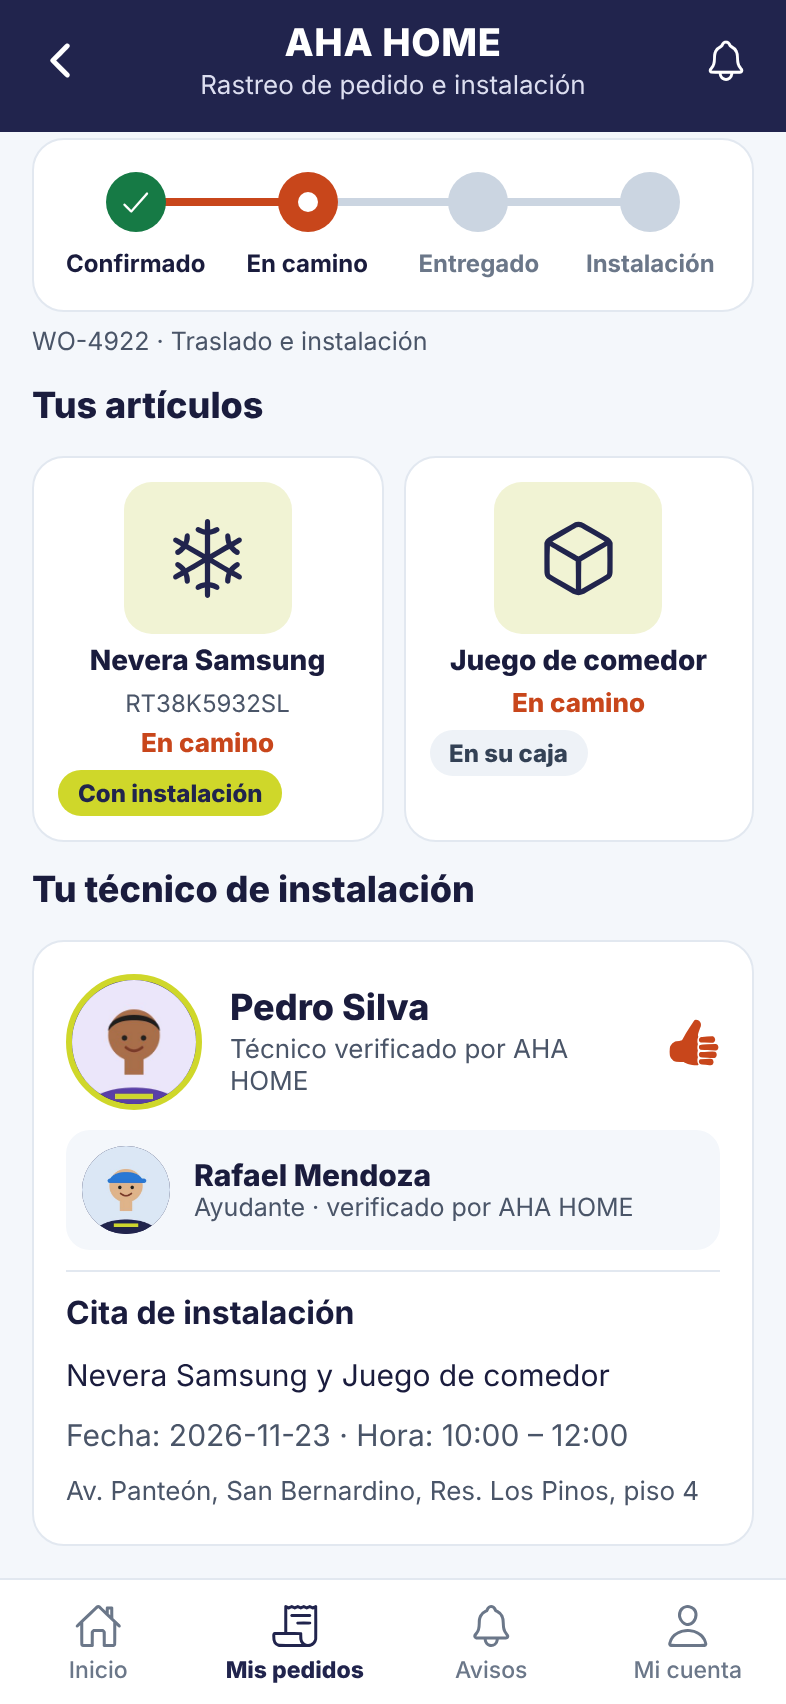 AHA HOME
Rastreo de pedido e instalación
Confirmado
En camino
Entregado
Instalación
WO-4922 · Traslado e instalación
Tus artículos
Nevera Samsung
RT38K5932SL
En camino
Con instalación
Juego de comedor
En camino
En su caja
Tu técnico de instalación
Pedro Silva
Técnico verificado por AHA
HOME
Rafael Mendoza
Ayudante · verificado por AHA HOME
Cita de instalación
Nevera Samsung y Juego de comedor
Fecha: 2026-11-23 · Hora: 10:00 – 12:00
Av. Panteón, San Bernardino, Res. Los Pinos, piso 4
Inicio
Mis pedidos
Avisos
Mi cuenta